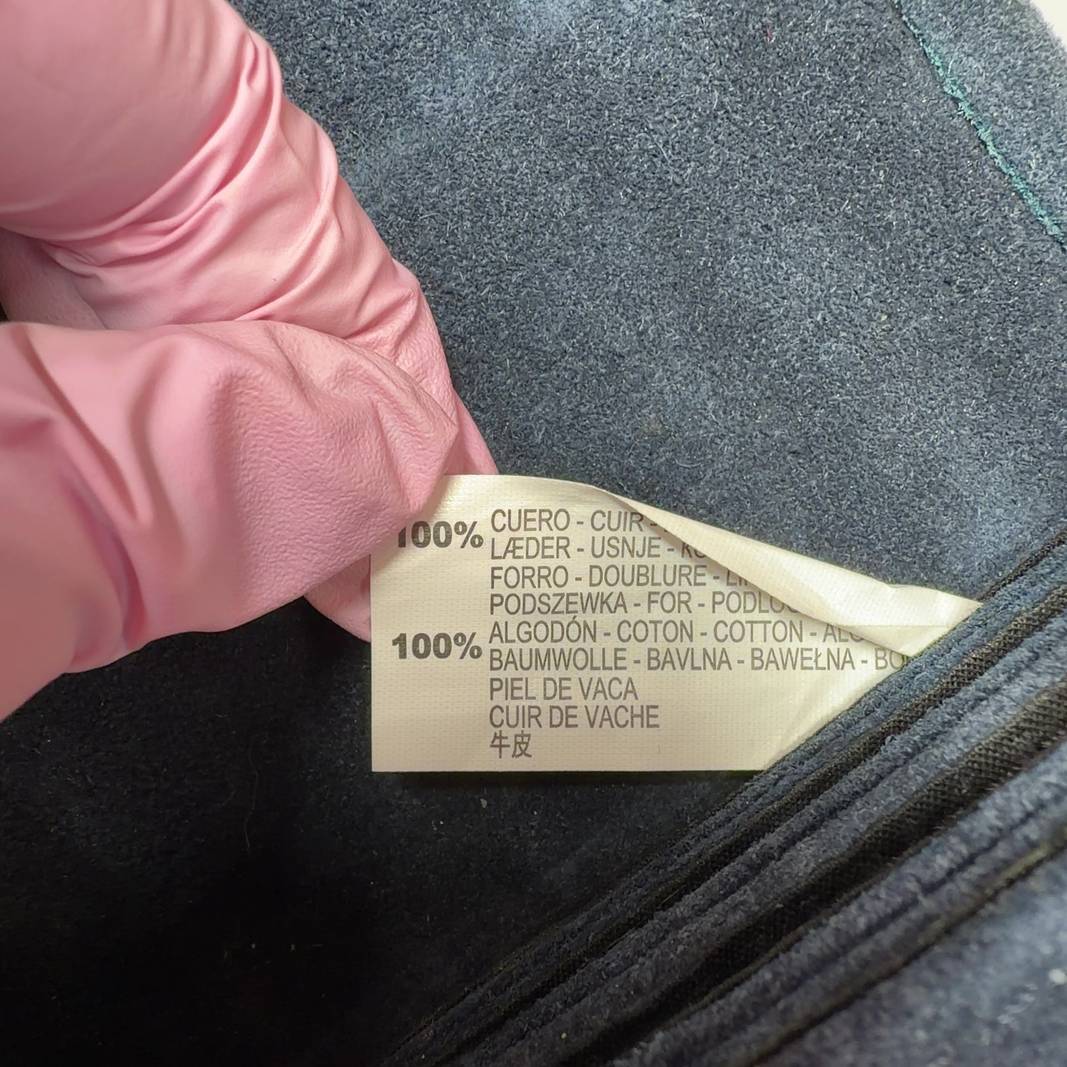 100% CUERO - CUIR -
LÆDER - USNJE -
FORRO - DOUBLURE -
PODSZEWKA - FOR -
100% ALGODÓN - COTON - COTTON -
BAUMWOLLE - BAVLNA - BAWEŁNA -
PIEL DE VACA
CUIR DE VACHE
牛皮